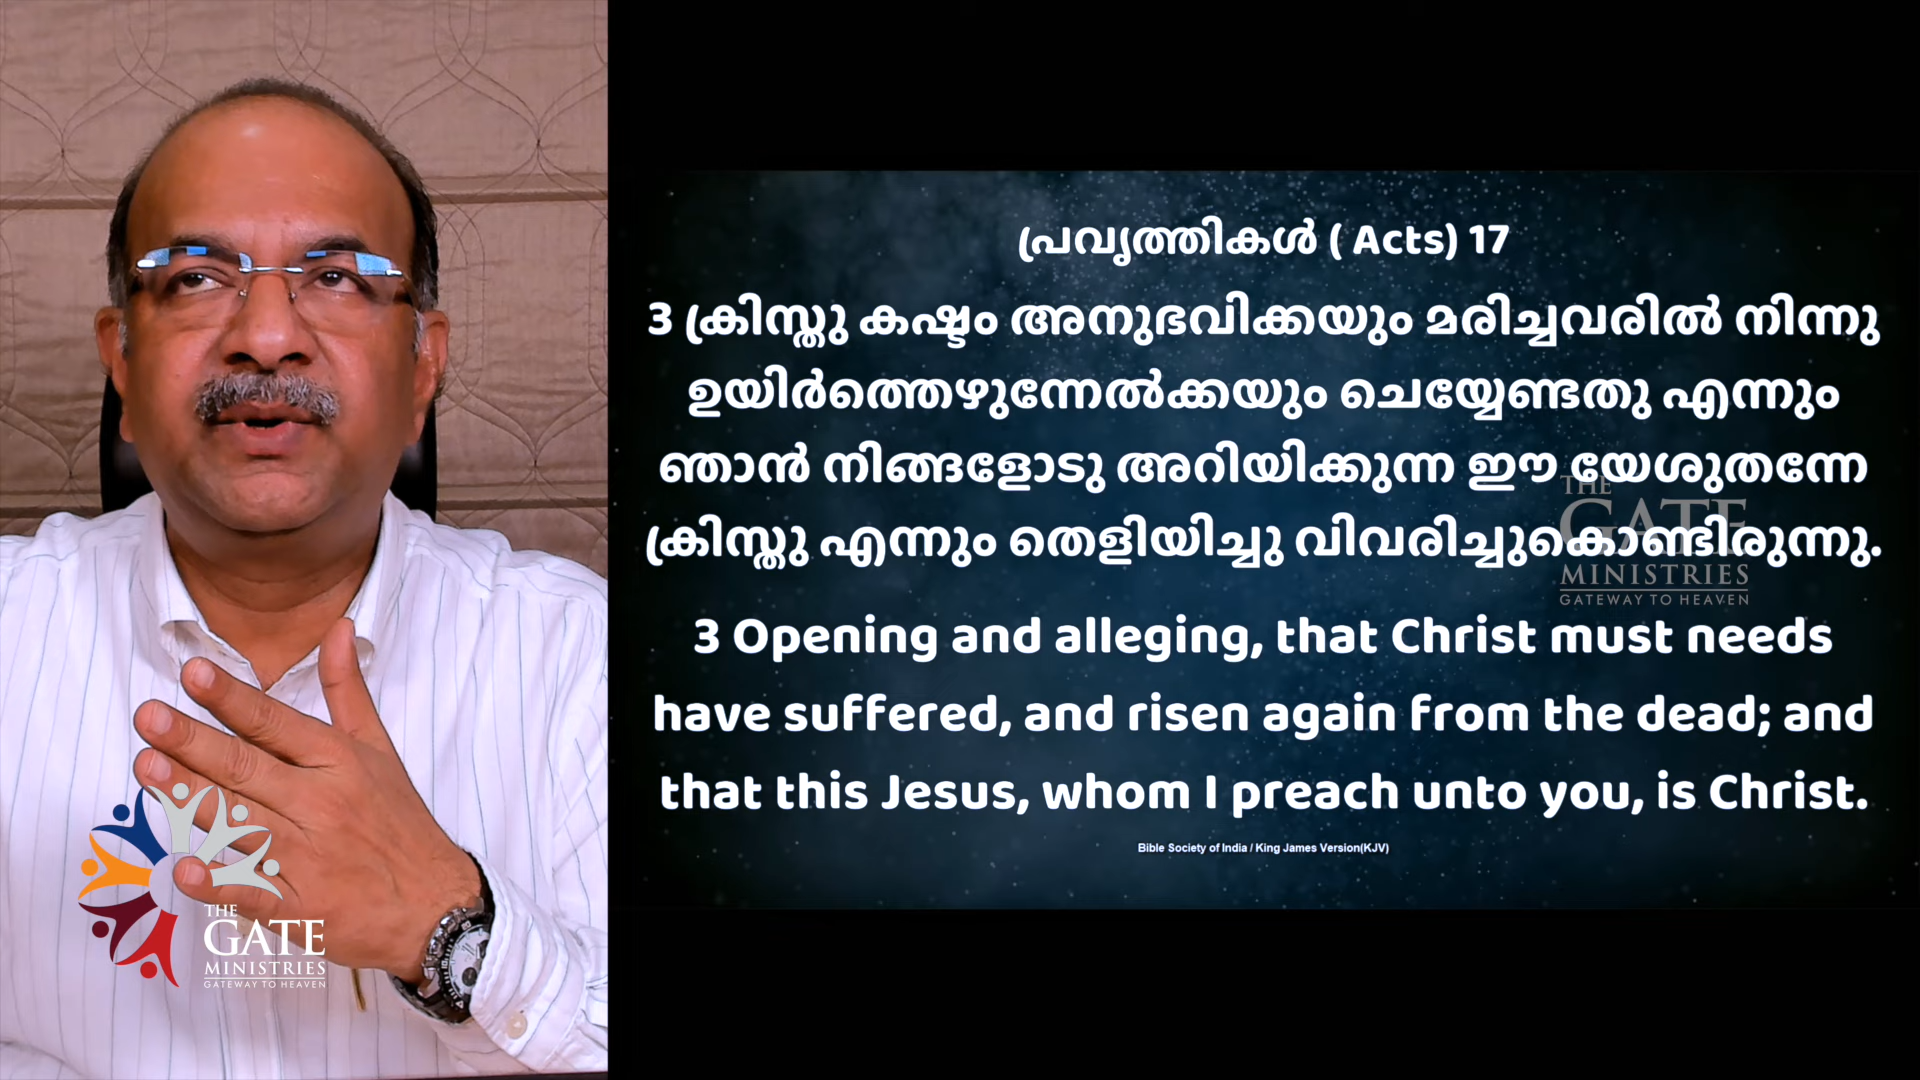 പ്രവൃത്തികൾ ( Acts) 17
3 ക്രിസ്തു കഷ്ടം അനുഭവിക്കയും മരിച്ചവരിൽ നിന്നു
ഉയിർത്തെഴുന്നേൽക്കയും ചെയ്യേണ്ടതു എന്നും
ഞാൻ നിങ്ങളോടു അറിയിക്കുന്ന ഈ യേശുതന്നേ
ക്രിസ്തു എന്നും തെളിയിച്ചു വിവരിച്ചുകൊണ്ടിരുന്നു.
THE
GATE
MINISTRIES
GATEWAY TO HEAVEN
3 Opening and alleging, that Christ must needs
have suffered, and risen again from the dead; and
that this Jesus, whom I preach unto you, is Christ.
Bible Society of India / King James Version(KJV)
THE
GATE
MINISTRIES
GATEWAY TO HEAVEN